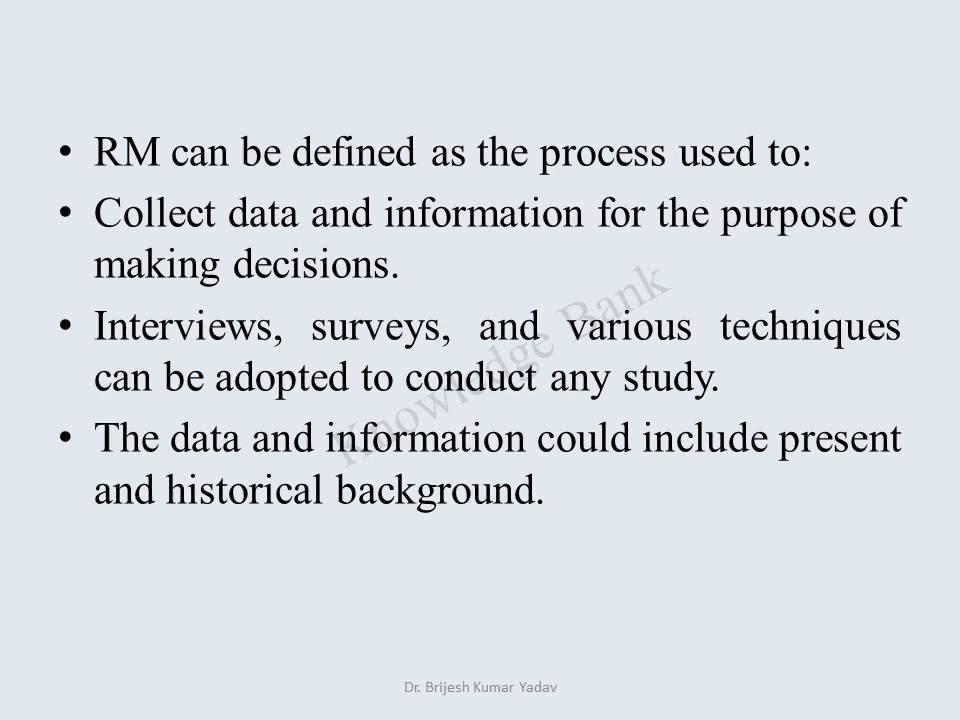 • RM can be defined as the process used to:
• Collect data and information for the purpose of
making decisions.
• Interviews, surveys, and various techniques
can be adopted to conduct any study.
• The data and information could include present
and historical background.
Knowledge Bank
Dr. Brijesh Kumar Yadav